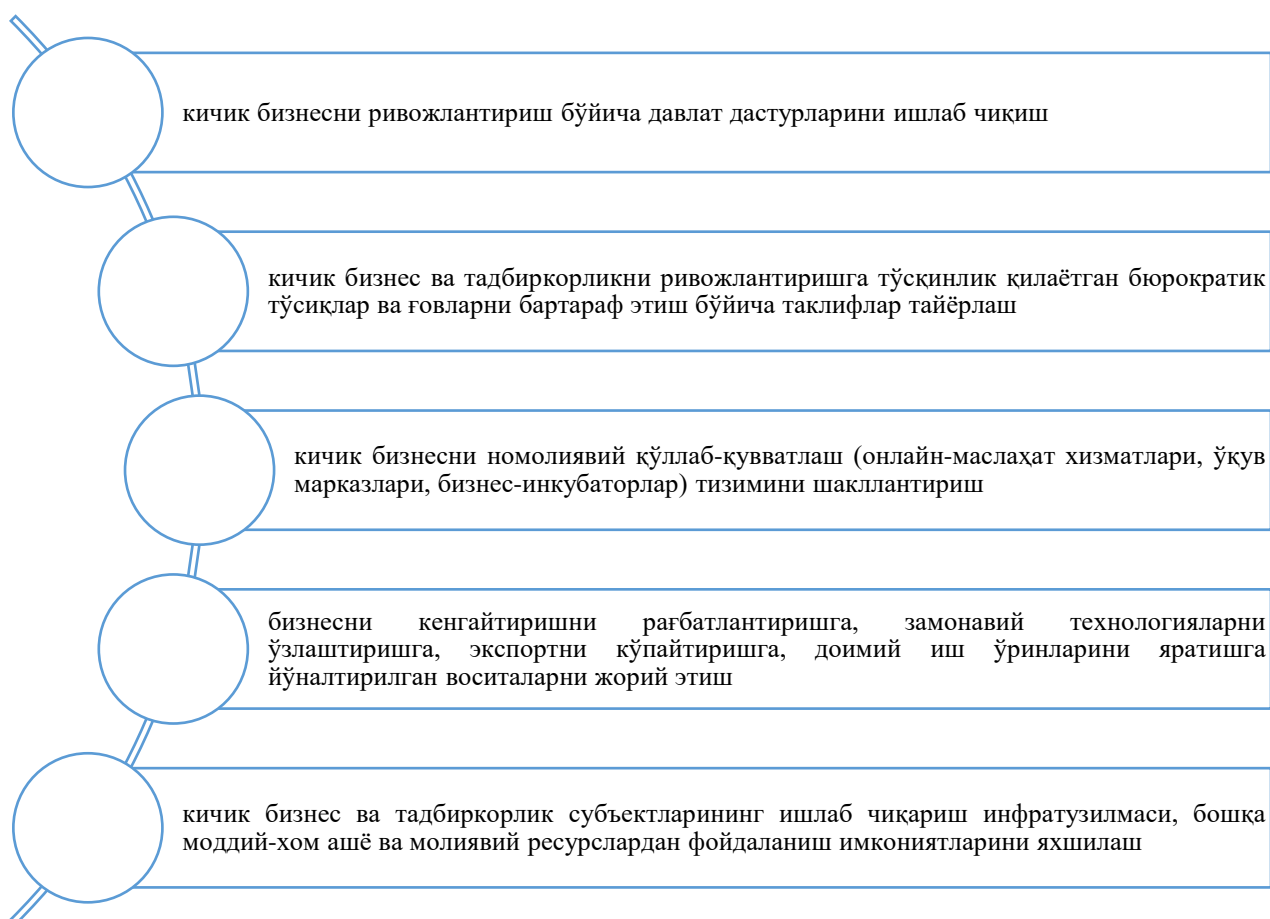 кичик бизнесни ривожлантириш бўйича давлат дастурларини ишлаб чиқиш
кичик бизнес ва тадбиркорликни ривожлантиришга тўсқинлик қилаётган бюрократик
тўсиқлар ва ғовларни бартараф этиш бўйича таклифлар тайёрлаш
кичик бизнесни номолиявий қўллаб-қувватлаш (онлайн-маслаҳат хизматлари, ўқув
марказлари, бизнес-инкубаторлар) тизимини шакллантириш
бизнесни кенгайтиришни рағбатлантиришга, замонавий технологияларни
ўзлаштиришга, экспортни кўпайтиришга, доимий иш ўринларини яратишга
йўналтирилган воситаларни жорий этиш
кичик бизнес ва тадбиркорлик субъектларининг ишлаб чиқариш инфратузилмаси, бошқа
моддий-хом ашё ва молиявий ресурслардан фойдаланиш имкониятларини яхшилаш